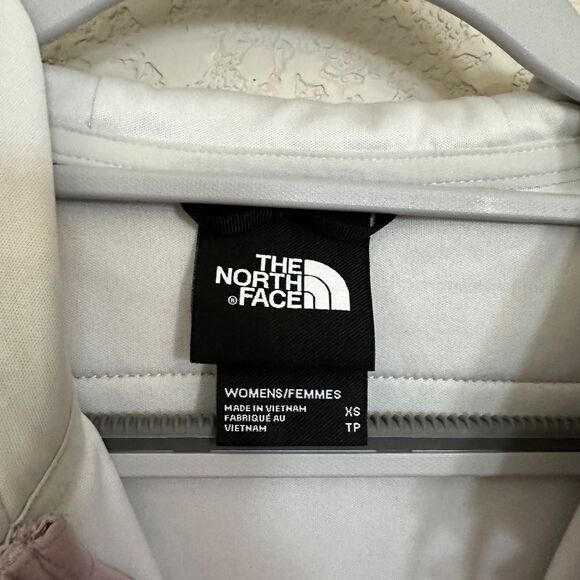 THE
NORTH
®FACE
WOMENS/FEMMES
MADE IN VIETNAM XS
FABRIQUÉ AU
VIETNAM TP